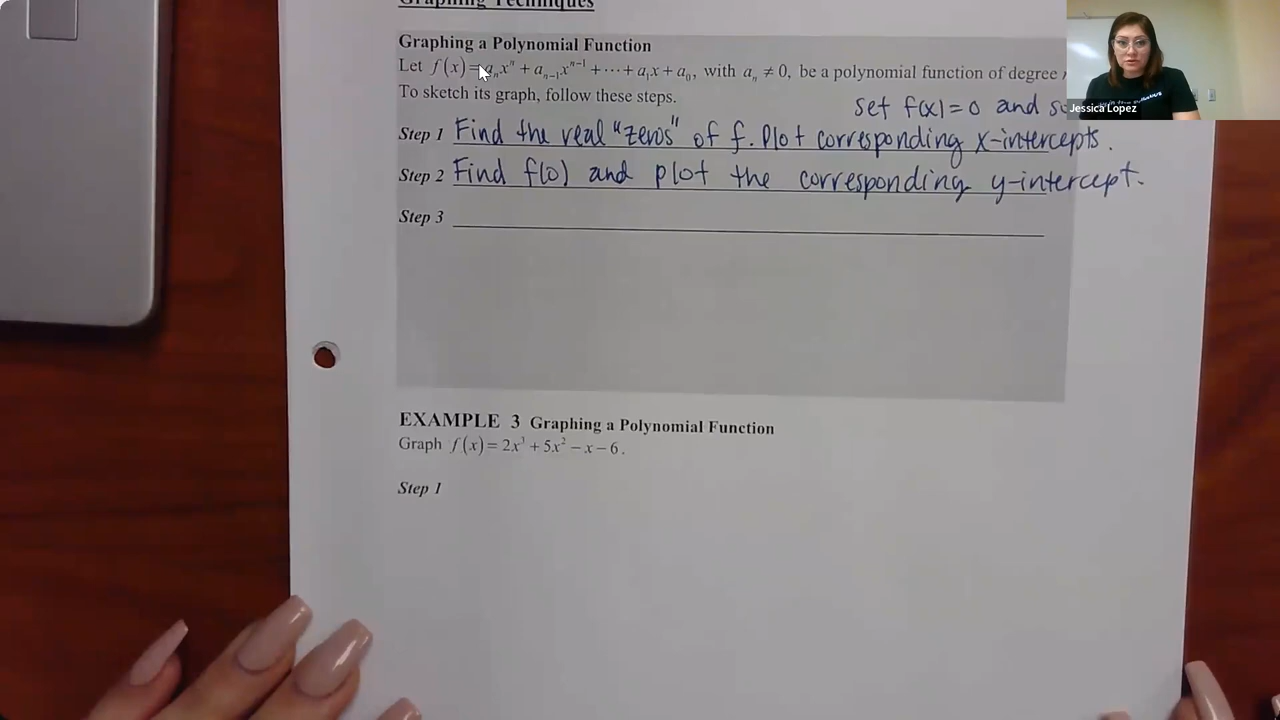 Graphing Techniques
Graphing a Polynomial Function
Let f(x)=aₙxⁿ + aₙ₋₁xⁿ⁻¹ + ⋯ + a₁x + a₀, with aₙ ≠ 0, be a polynomial function of degree
To sketch its graph, follow these steps.
set f(x)=0 and
Jessica Lopez
Step 1 Find the real "zeros" of f. Plot corresponding x-intercepts.
Step 2 Find f(0) and plot the corresponding y-intercept.
Step 3
EXAMPLE 3 Graphing a Polynomial Function
Graph f(x)= 2x³ + 5x² − x − 6.
Step 1